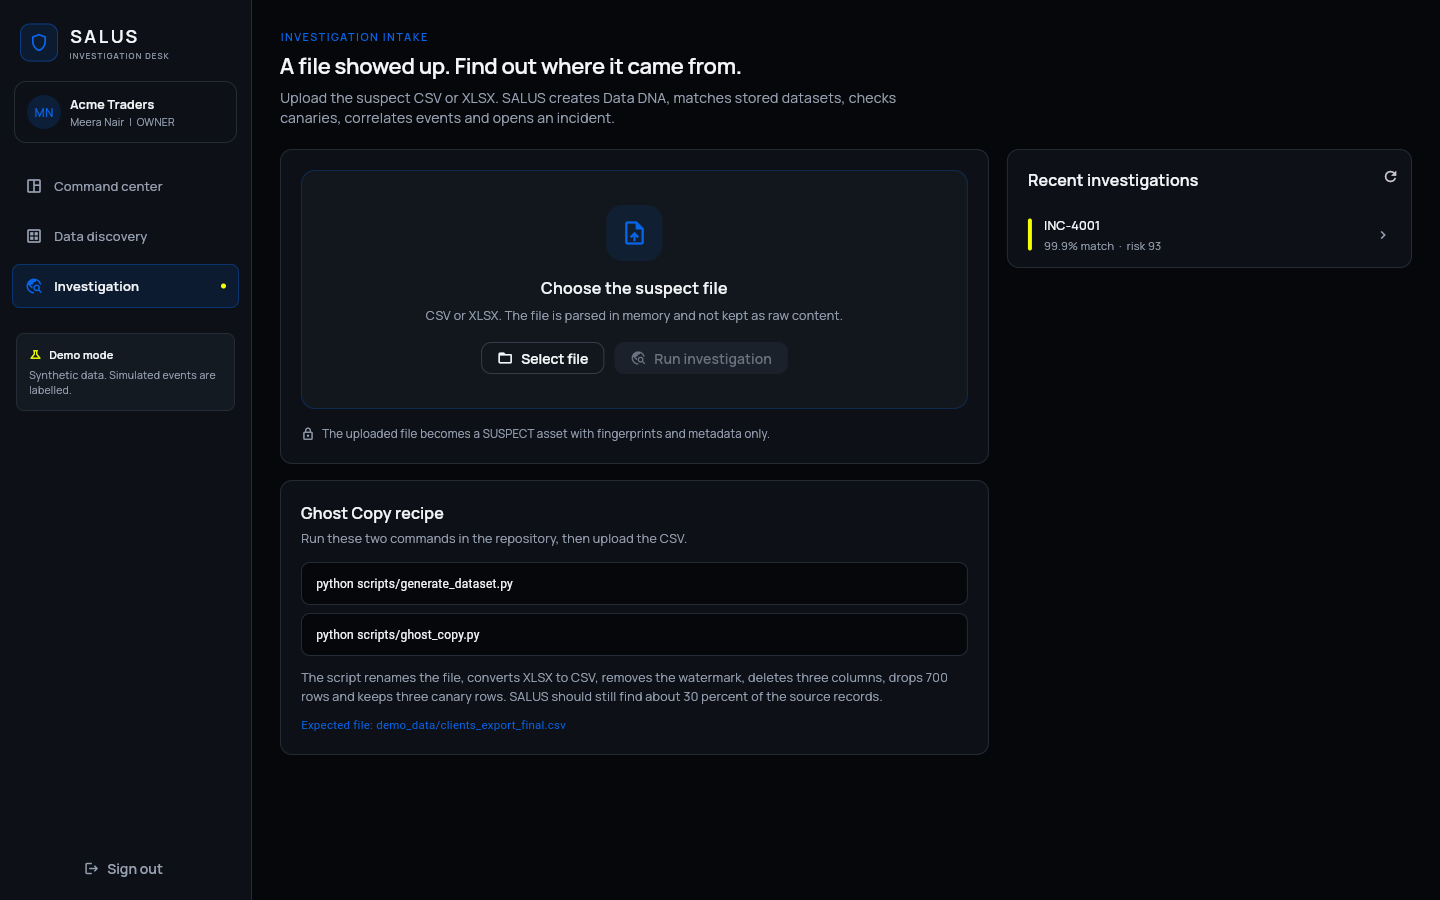 SALUS
INVESTIGATION DESK
MN
Acme Traders
Meera Nair | OWNER
Command center
Data discovery
Investigation
Demo mode
Synthetic data. Simulated events are
labelled.
Sign out
INVESTIGATION INTAKE
A file showed up. Find out where it came from.
Upload the suspect CSV or XLSX. SALUS creates Data DNA, matches stored datasets, checks
canaries, correlates events and opens an incident.
Choose the suspect file
CSV or XLSX. The file is parsed in memory and not kept as raw content.
Select file
Run investigation
The uploaded file becomes a SUSPECT asset with fingerprints and metadata only.
Ghost Copy recipe
Run these two commands in the repository, then upload the CSV.
python scripts/generate_dataset.py
python scripts/ghost_copy.py
The script renames the file, converts XLSX to CSV, removes the watermark, deletes three columns, drops 700
rows and keeps three canary rows. SALUS should still find about 30 percent of the source records.
Expected file: demo_data/clients_export_final.csv
Recent investigations
INC-4001
99.9% match · risk 93